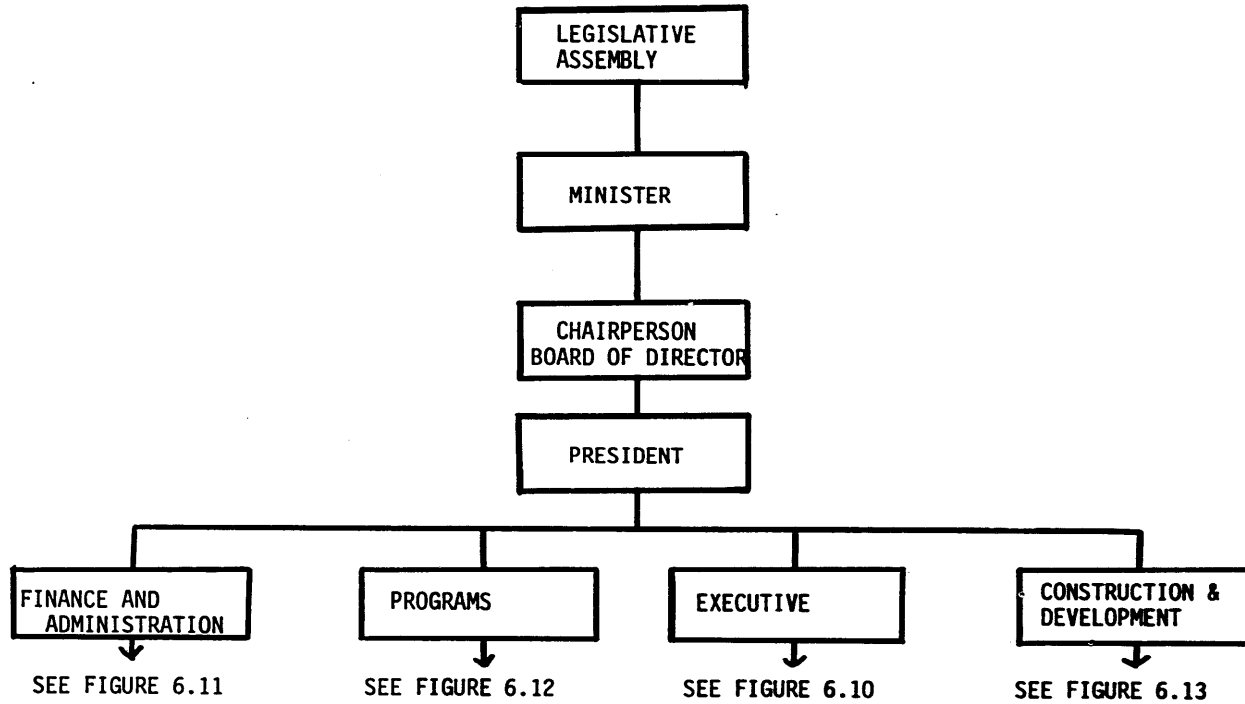 LEGISLATIVE
ASSEMBLY
MINISTER
CHAIRPERSON
BOARD OF DIRECTOR
PRESIDENT
FINANCE AND
ADMINISTRATION
PROGRAMS
EXECUTIVE
CONSTRUCTION &
DEVELOPMENT
SEE FIGURE 6.11
SEE FIGURE 6.12
SEE FIGURE 6.10
SEE FIGURE 6.13